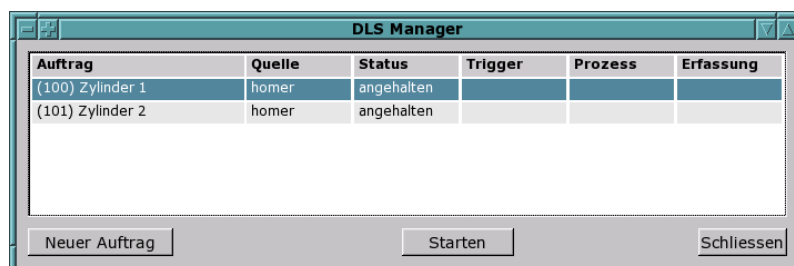 DLS Manager
Auftrag Quelle Status Trigger Prozess Erfassung
(100) Zylinder 1 homer angehalten
(101) Zylinder 2 homer angehalten
Neuer Auftrag Starten Schliessen